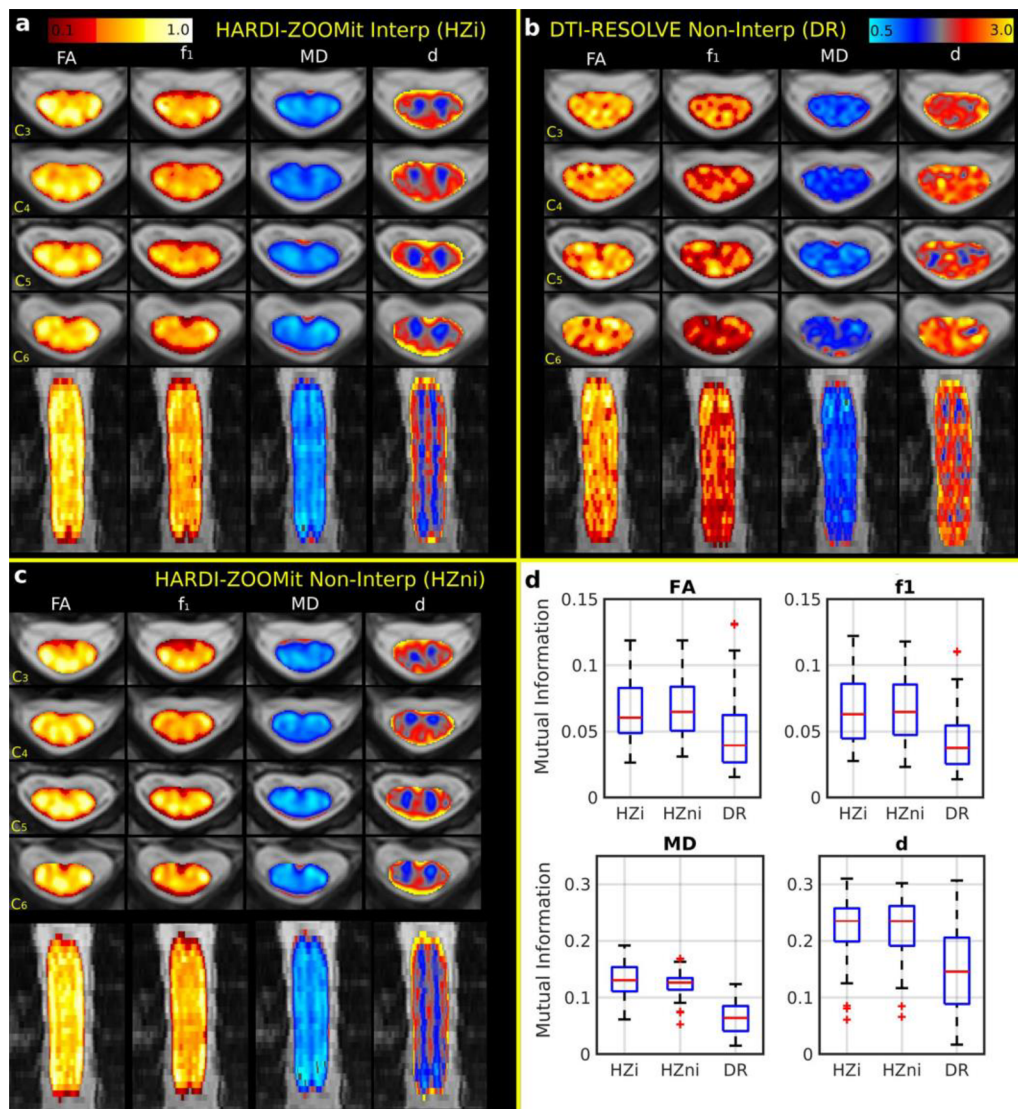 a 0.1 1.0 HARDI-ZOOMit Interp (HZi)
FA f₁ MD d
C₃
C₄
C₅
C₆
b DTI-RESOLVE Non-Interp (DR) 0.5 3.0
FA f₁ MD d
C₃
C₄
C₅
C₆
c HARDI-ZOOMit Non-Interp (HZni)
FA f₁ MD d
C₃
C₄
C₅
C₆
d
FA
Mutual Information
0.15
0.1
0.05
0
HZi HZni DR
f1
0.15
0.1
0.05
0
HZi HZni DR
MD
Mutual Information
0.3
0.2
0.1
0
HZi HZni DR
d
0.3
0.2
0.1
0
HZi HZni DR